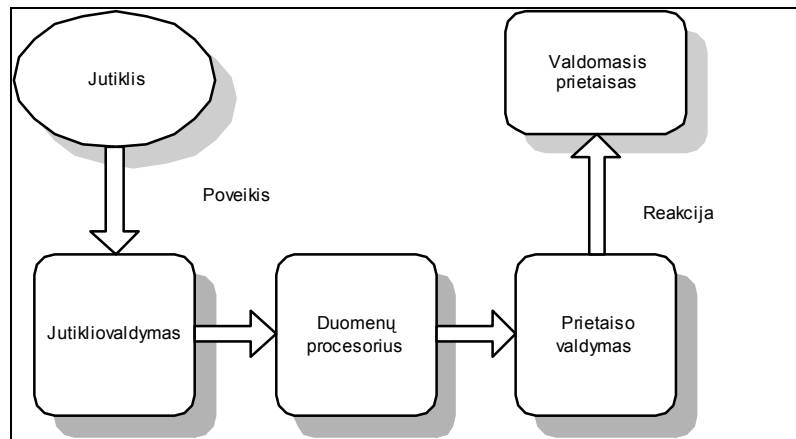 Jutiklis
Valdomasis
prietaisas
Poveikis
Reakcija
Jutikliovaldymas
Duomenų
procesorius
Prietaiso
valdymas